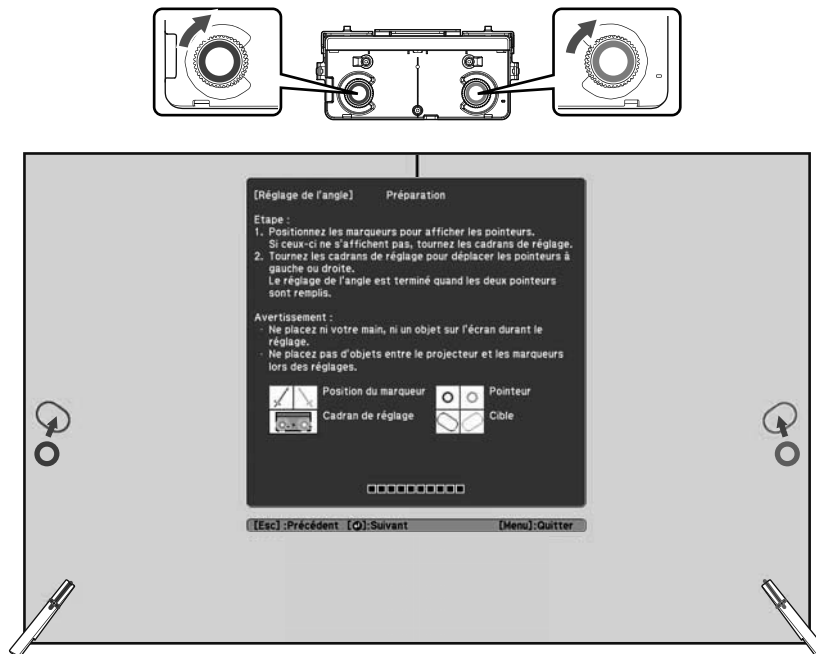 [Réglage de l'angle] Préparation
Etape :
1. Positionnez les marqueurs pour afficher les pointeurs.
Si ceux-ci ne s'affichent pas, tournez les cadrans de réglage.
2. Tournez les cadrans de réglage pour déplacer les pointeurs à
gauche ou droite.
Le réglage de l'angle est terminé quand les deux pointeurs
sont remplis.
Avertissement :
· Ne placez ni votre main, ni un objet sur l'écran durant le
réglage.
· Ne placez pas d'objets entre le projecteur et les marqueurs
lors des réglages.
Position du marqueur Pointeur
Cadran de réglage Cible
[Esc] :Précédent [⏎]:Suivant [Menu]:Quitter